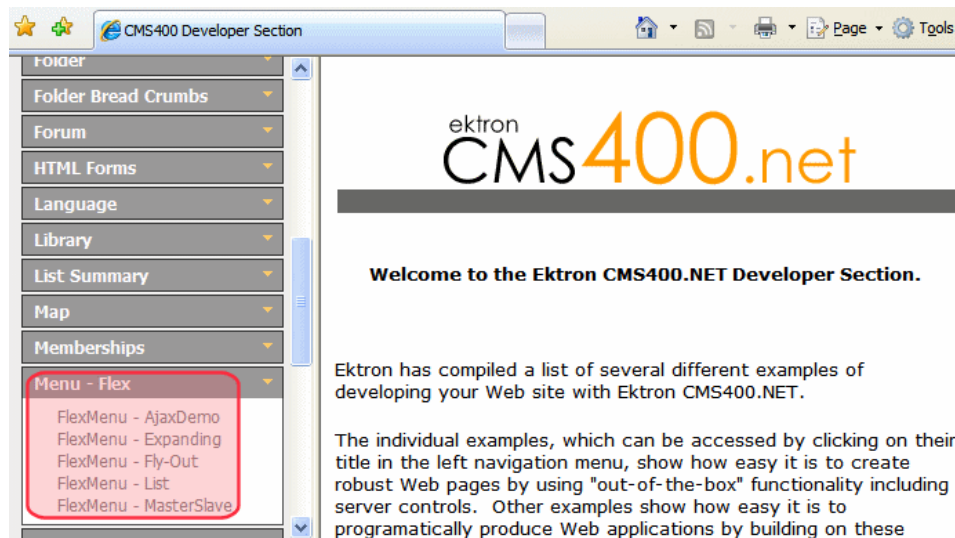 CMS400 Developer Section
Page
Tools
Folder
Folder Bread Crumbs
Forum
HTML Forms
Language
Library
List Summary
Map
Memberships
Menu - Flex
FlexMenu - AjaxDemo
FlexMenu - Expanding
FlexMenu - Fly-Out
FlexMenu - List
FlexMenu - MasterSlave
ektron
CMS400.net
Welcome to the Ektron CMS400.NET Developer Section.
Ektron has compiled a list of several different examples of
developing your Web site with Ektron CMS400.NET.
The individual examples, which can be accessed by clicking on their
title in the left navigation menu, show how easy it is to create
robust Web pages by using "out-of-the-box" functionality including
server controls.  Other examples show how easy it is to
programatically produce Web applications by building on these